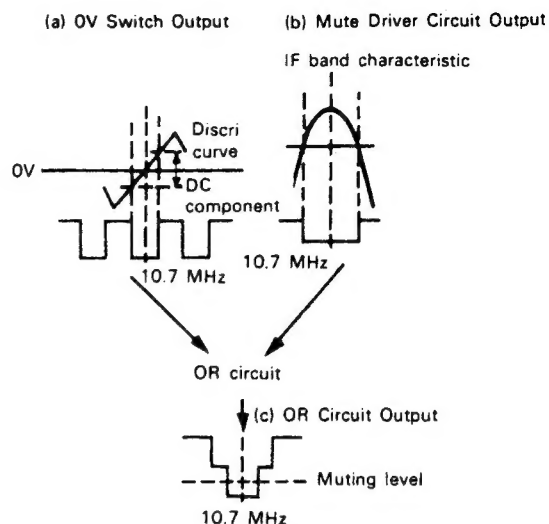 (a) 0V Switch Output
(b) Mute Driver Circuit Output
IF band characteristic
Discri
curve
0V
DC
component
10.7 MHz
10.7 MHz
OR circuit
(c) OR Circuit Output
Muting level
10.7 MHz